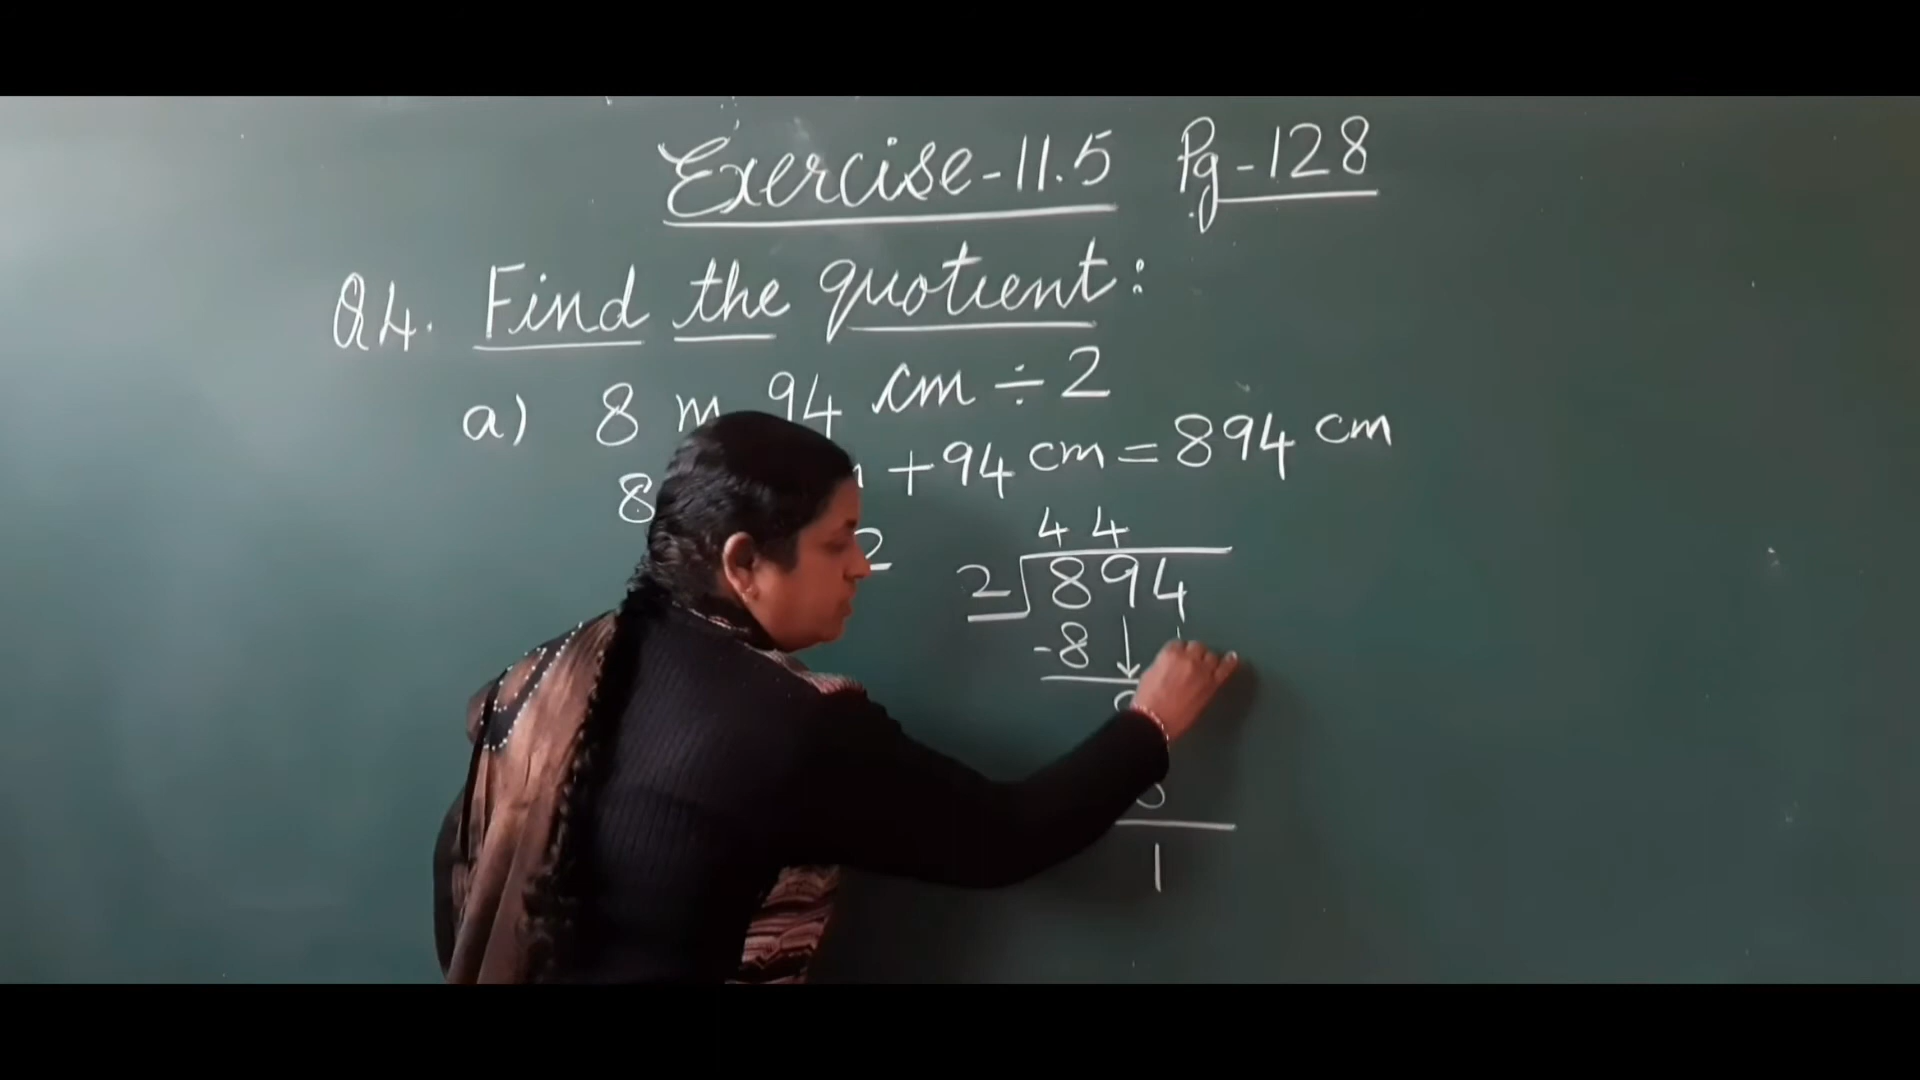 Exercise-11.5 Pg-128
Q4. Find the quotient:
a) 8 m 94 cm ÷ 2
8 + 94 cm = 894 cm
2
44
2 894
-8
1